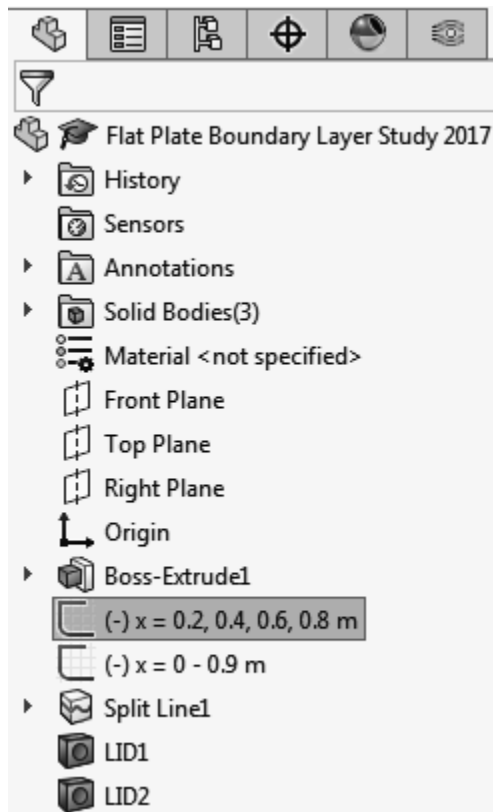 Flat Plate Boundary Layer Study 2017
History
Sensors
Annotations
Solid Bodies(3)
Material <not specified>
Front Plane
Top Plane
Right Plane
Origin
Boss-Extrude1
(-) x = 0.2, 0.4, 0.6, 0.8 m
(-) x = 0 - 0.9 m
Split Line1
LID1
LID2